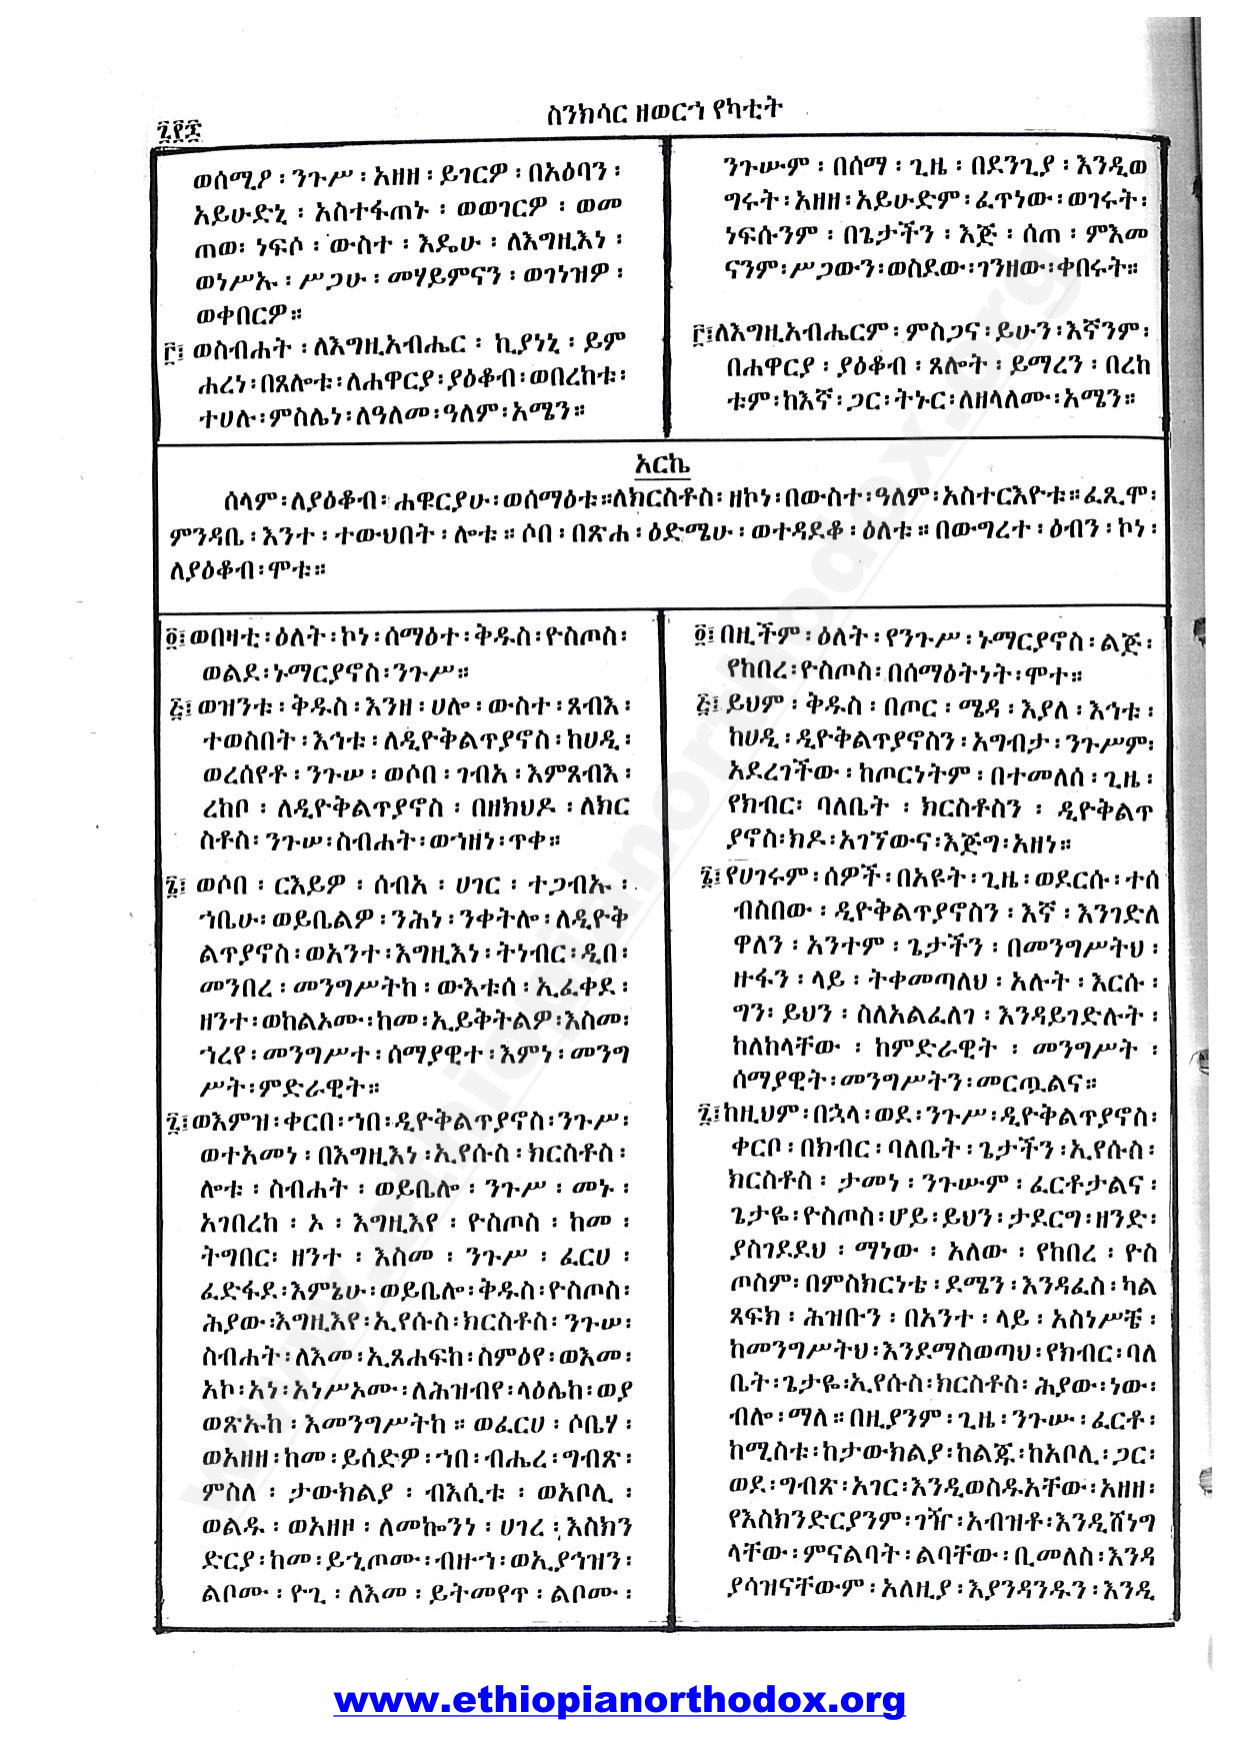 ስንክሳር ዘወርኀ የካቲት
፯፻፲፰
ወሰሚዖ ፡ ንጉሥ ፡ አዘዘ ፡ ይገርዎ ፡ በአዕባን ፡
አይሁድኒ ፡ አስተፋጠኑ ፡ ወወገርዎ ፡ ወመ
ጠወ፡ ነፍሶ ፡ ውስተ ፡ እዴሁ ፡ ለእግዚእነ ፡
ወነሥኡ ፡ ሥጋሁ ፡ መሃይምናን ፡ ወገነዝዎ ፡
ወቀበርዎ።
፫፤ ወስብሐት ፡ ለእግዚአብሔር ፡ ኪያነኒ ፡ ይም
ሐረነ፡በጸሎቱ፡ለሐዋርያ፡ያዕቆብ፡ወበረከቱ፡
ተሀሉ፡ምስሌነ፡ለዓለመ፡ዓለም፡አሜን።
ንጉሡም ፡ በሰማ ፡ ጊዜ ፡ በደንጊያ ፡ እንዲወ
ግሩት፡አዘዘ፡አይሁድም፡ፈጥነው፡ወገሩት፡
ነፍሱንም ፡ በጌታችን ፡ እጅ ፡ ሰጠ ፡ ምእመ
ናንም፡ሥጋውን፡ወስደው፡ገንዘው፡ቀበሩት።
፫፤ለእግዚአብሔርም፡ ምስጋና፡ይሁን፡እኛንም፡
በሐዋርያ ፡ ያዕቆብ ፡ ጸሎት ፡ ይማረን ፡ በረከ
ቱም፡ከእኛ፡ጋር፡ትኑር፡ለዘላለሙ፡አሜን።
አርኬ
ሰላም፡ለያዕቆብ፡ ሐዋርያሁ፡ወሰማዕቱ።ለክርስቶስ፡ዘኮነ፡በውስተ፡ዓለም፡አስተርእዮቱ።ፈጺሞ፡
ምንዳቤ ፡ እንተ ፡ ተውህበት ፡ ሎቱ ። ሶበ ፡ በጽሐ ፡ ዕድሜሁ ፡ ወተዳደቆ ፡ ዕለቱ ። በውግረተ ፡ ዕብን ፡ ኮነ ፡
ለያዕቆብ፡ሞቱ።
፬፤ወበዛቲ፡ዕለት፡ኮነ፡ሰማዕተ፡ቅዱስ፡ዮስጦስ፡
ወልደ፡ኑማርያኖስ፡ንጉሥ።
፭፤ ወዝንቱ ፡ ቅዱስ ፡ እንዘ ፡ ሀሎ ፡ ውስተ ፡ ጸብእ ፡
ተወስበት ፡ እኅቱ ፡ ለዲዮቅልጥያኖስ ፡ ከሀዲ ፡
ወረሰየቶ ፡ ንጉሠ ፡ ወሶበ ፡ ገብአ ፡ እምጸብእ ፡
ረከቦ ፡ ለዲዮቅልጥያኖስ ፡ በዘክህዶ ፡ ለክር
ስቶስ፡ ንጉሠ፡ስብሐት፡ወኀዘነ፡ጥቀ።
፮፤ ወሶበ ፡ ርእይዎ ፡ ሰብአ ፡ ሀገር ፡ ተጋብኡ ፡
ኀቤሁ፡ ወይቤልዎ ፡ ንሕነ ፡ ንቀትሎ ፡ ለዲዮቅ
ልጥያኖስ፡ወአንተ፡እግዚእነ፡ትነብር፡ዲበ፡
መንበረ ፡ መንግሥትከ ፡ ውእቱሰ ፡ ኢፈቀደ ፡
ዘንተ፡ወከልኦሙ፡ከመ፡ኢይቅትልዎ፡እስመ፡
ኀረየ፡መንግሥተ፡ሰማያዊተ፡እምነ፡መንግ
ሥት፡ምድራዊት።
፯፤ወእምዝ፡ቀርበ፡ኀበ፡ዲዮቅልጥያኖስ፡ንጉሥ፡
ወተአመነ ፡ በእግዚእነ ፡ኢየሱስ ፡ክርስቶስ ፡
ሎቱ ፡ ስብሐት ፡ ወይቤሎ ፡ ንጉሥ ፡ መኑ ፡
አገበረከ ፡ ኦ ፡ እግዚእየ ፡ ዮስጦስ ፡ ከመ ፡
ትግበር፡ ዘንተ ፡ እስመ ፡ ንጉሥ ፡ ፈርሀ ፡
ፈድፋደ፡እምኔሁ፡ወይቤሎ፡ቅዱስ፡ዮስጦስ፡
ሕያው፡እግዚእየ፡ኢየሱስ፡ክርስቶስ፡ ንጉሠ፡
ስብሐት፡ለእመ፡ኢጸሐፍከ፡ስምዕየ፡ወእመ፡
አኮ፡አነ፡አነሥኦሙ፡ለሕዝብየ፡ላዕሌከ፡ወያ
ወጽኡከ፡እመንግሥትከ ። ወፈርሀ ፡ ሶቤሃ ፡
ወአዘዘ ፡ ከመ ፡ ይሰድዎ ፡ ኀበ ፡ ብሔረ ፡ ግብጽ ፡
ምስለ ፡ ታውክልያ ፡ ብእሲቱ ፡ ወአቦሊ ፡
ወልዱ ፡ ወአዘዞ ፡ ለመኰንነ ፡ ሀገረ ፡ እስክን
ድርያ፡ከመ፡ይኂጦሙ፡ብዙኀ፡ወኢያኅዝን፡
ልቦሙ ፡ ዮጊ ፡ ለእመ ፡ ይትመየጥ ፡ ልቦሙ ፡
፬፤በዚችም፡ ዕለት፡የንጉሥ፡ኑማርያኖስ፡ልጅ፡
የከበረ፡ዮስጦስ፡በሰማዕትነት፡ሞተ።
፭፤ ይህም ፡ ቅዱስ ፡ በጦር ፡ ሜዳ ፡ እያለ ፡ እኅቱ ፡
ከሀዲ ፡ ዲዮቅልጥያኖስን፡አግብታ፡ንጉሥም፡
አደረገችው ፡ ከጦርነትም ፡ በተመለሰ ፡ ጊዜ ፡
የክብር፡ ባለቤት ፡ ክርስቶስን ፡ ዲዮቅልጥ
ያኖስ፡ክዶ፡አገኘውና፡እጅግ፡አዘነ።
፮፤የሀገሩም ፡ ሰዎች ፡ በአዩት ፡ ጊዜ ፡ ወደርሱ ፡ ተሰ
ብስበው ፡ ዲዮቅልጥያኖስን ፡ እኛ ፡ እንገድለ
ዋለን ፡ አንተም ፡ ጌታችን ፡ በመንግሥትህ ፡
ዙፋን ፡ ላይ ፡ ትቀመጣለህ ፡ አሉት ፡ እርሱ ፡
ግን፡ ይህን ፡ ስለአልፈለገ ፡ እንዳይገድሉት ፡
ከለከላቸው ፡ ከምድራዊት ፡ መንግሥት ፡
ሰማያዊት፡መንግሥትን፡መርጧልና።
፯፤ከዚህም፡በኋላ፡ወደ፡ንጉሥ፡ዲዮቅልጥያኖስ፡
ቀርቦ ፡ በክብር ፡ ባለቤት ፡ ጌታችን ፡ ኢየሱስ፡
ክርስቶስ ፡ ታመነ ፡ ንጉሡም ፡ ፈርቶታልና ፡
ጌታዬ፡ዮስጦስ፡ሆይ፡ይህን፡ታደርግ፡ዘንድ፡
ያስገደደህ ፡ ማነው ፡ አለው ፡ የከበረ ፡ ዮስ
ጦስም፡በምስክርነቴ፡ደሜን፡እንዳፈስ፡ካል
ጸፍክ ፡ ሕዝቡን ፡ በአንተ ፡ ላይ ፡ አስነሥቼ ፡
ከመንግሥትህ፡እንደማስወጣህ፡የክብር፡ባለ
ቤት፡ጌታዬ፡ኢየሱስ፡ክርስቶስ፡ ሕያው፡ነው፡
ብሎ፡ማለ።በዚያንም፡ጊዜ፡ንጉሡ፡ፈርቶ፡
ከሚስቱ፡ከታውክልያ፡ከልጁ፡ከአቦሊ፡ጋር፡
ወደ፡ግብጽ፡አገር፡እንዲወስዱአቸው፡አዘዘ፡
የእስክንድርያንም፡ገዥ፡አብዝቶ፡እንዲሸነግ
ላቸው፡ምናልባት፡ልባቸው፡ቢመለስ፡እንዳ
ያሳዝናቸውም፡አለዚያ፡እያንዳንዱን፡እንዲ
www.ethiopianorthodox.org
www.ethiopianorthodox.org